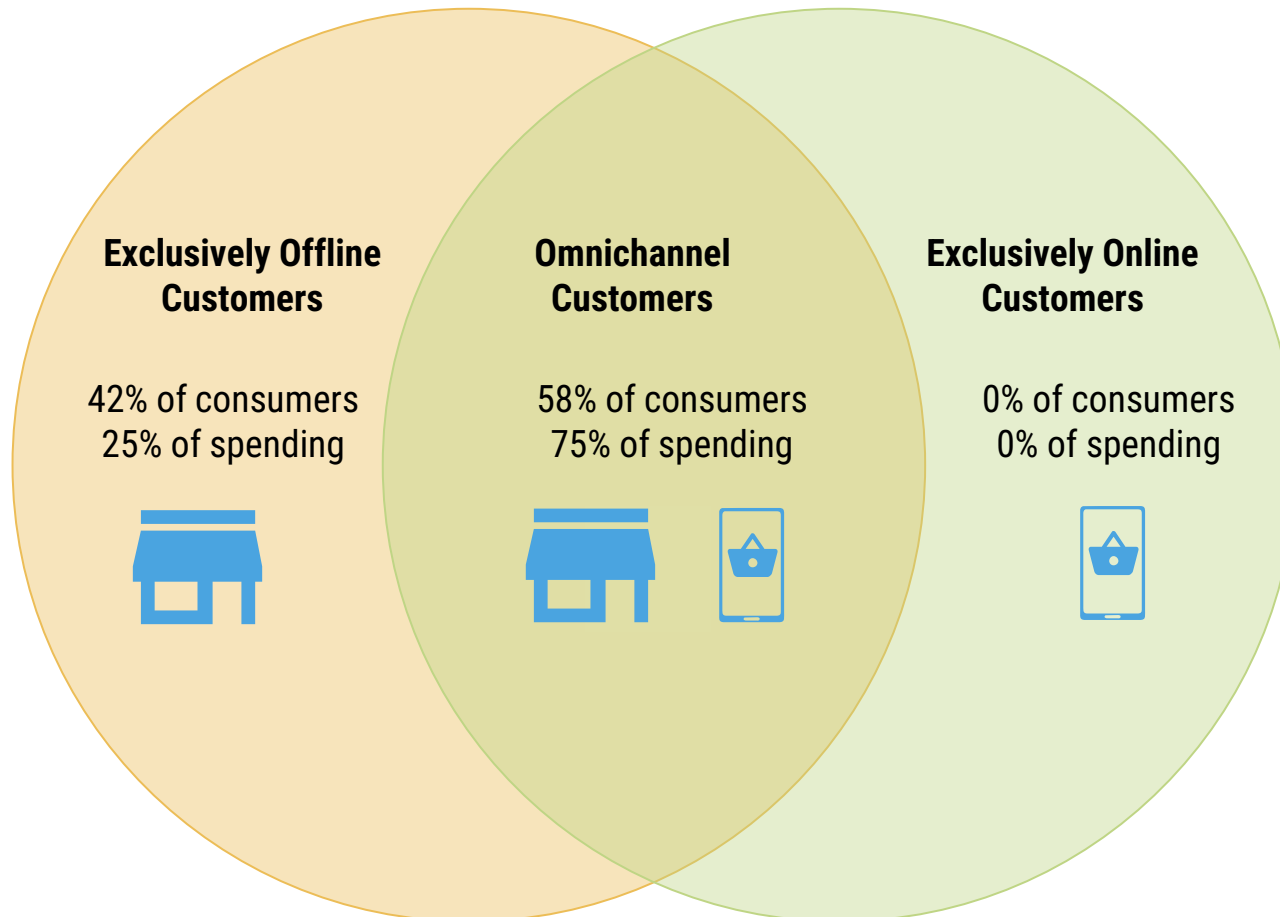 Exclusively Offline
Customers
42% of consumers
25% of spending
Omnichannel
Customers
58% of consumers
75% of spending
Exclusively Online
Customers
0% of consumers
0% of spending